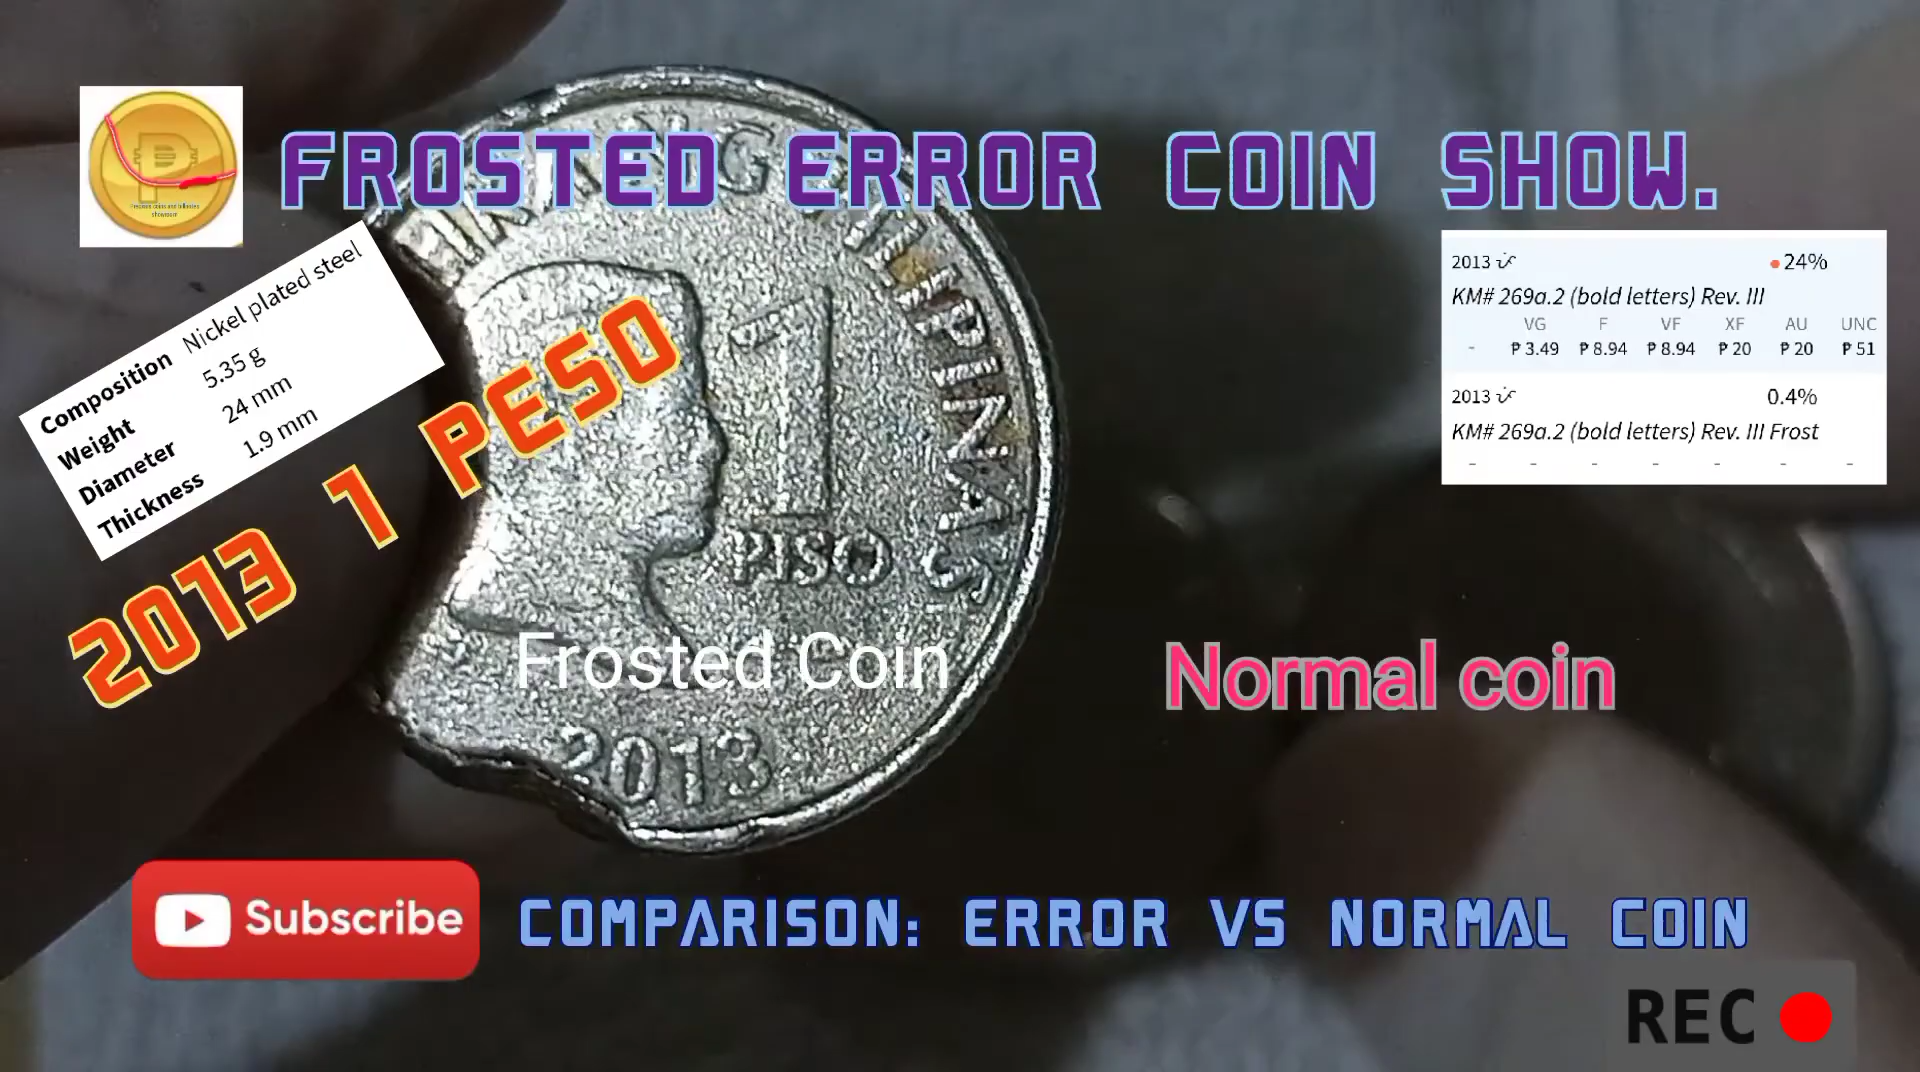 FROSTED ERROR COIN SHOW.
Composition Nickel plated steel
Weight 5.35 g
Diameter 24 mm
Thickness 1.9 mm
2013 1 PESO
2013
24%
KM# 269a.2 (bold letters) Rev. III
VG F VF XF AU UNC
- ₱ 3.49 ₱ 8.94 ₱ 8.94 ₱ 20 ₱ 20 ₱ 51
2013
0.4%
KM# 269a.2 (bold letters) Rev. III Frost
- - - - - - -
PILIPINAS
1
PISO
2013
Frosted Coin
Normal coin
Subscribe
COMPARISON: ERROR VS NORMAL COIN
REC